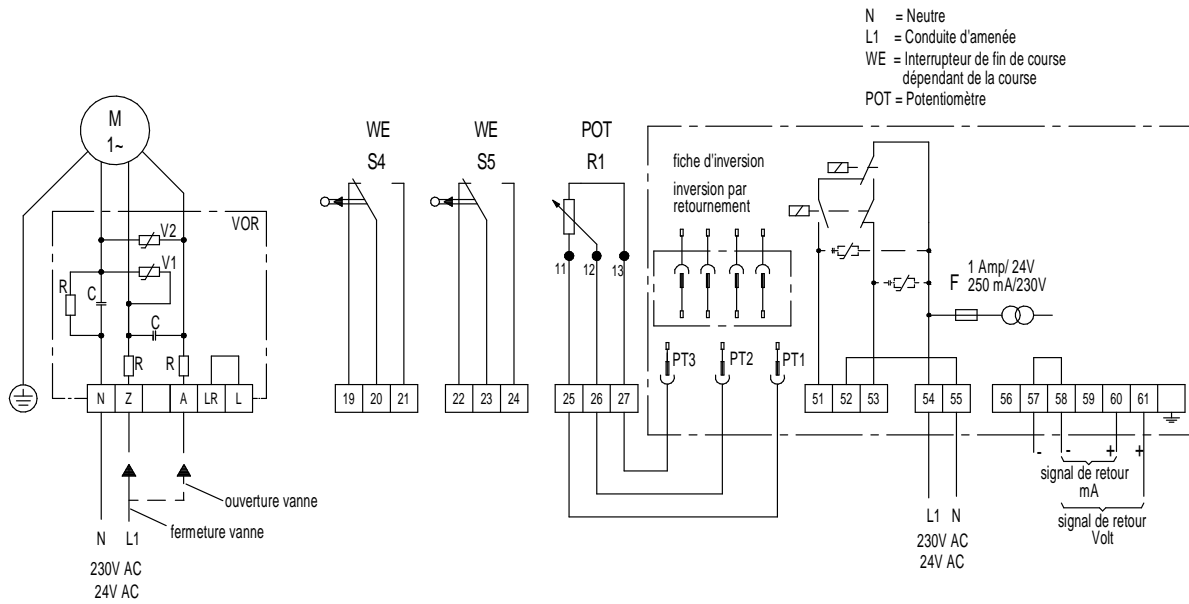 N = Neutre
L1 = Conduite d'amenée
WE = Interrupteur de fin de course
dépendant de la course
POT = Potentiomètre
M
1~
WE
S4
WE
S5
POT
R1
fiche d'inversion
inversion par
retournement
VOR
V2
V1
R
C
C
R
R
11
12
13
F
1 Amp/ 24V
250 mA/230V
PT3
PT2
PT1
N Z A LR L
19 20 21
22 23 24
25 26 27
51 52 53
54 55
56 57 58 59 60 61
- - + +
signal de retour
mA
signal de retour
Volt
ouverture vanne
fermeture vanne
N L1
230V AC
24V AC
L1 N
230V AC
24V AC